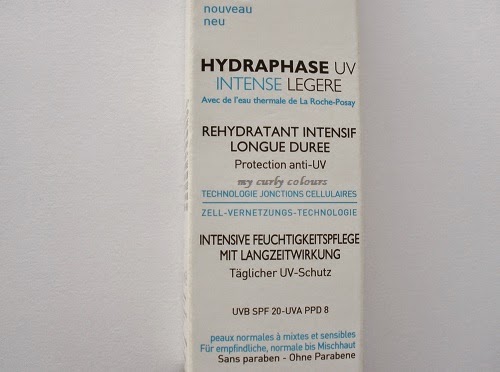 nouveau
neu
HYDRAPHASE UV
INTENSE LEGERE
Avec de l'eau thermale de La Roche-Posay
REHYDRATANT INTENSIF
LONGUE DUREE
Protection anti-UV
my curly colours
TECHNOLOGIE JONCTIONS CELLULAIRES
ZELL-VERNETZUNGS-TECHNOLOGIE
INTENSIVE FEUCHTIGKEITSPFLEGE
MIT LANGZEITWIRKUNG
Täglicher UV-Schutz
UVB SPF 20-UVA PPD 8
peaux normales à mixtes et sensibles
Für empfindliche, normale bis Mischhaut
Sans paraben - Ohne Parabene